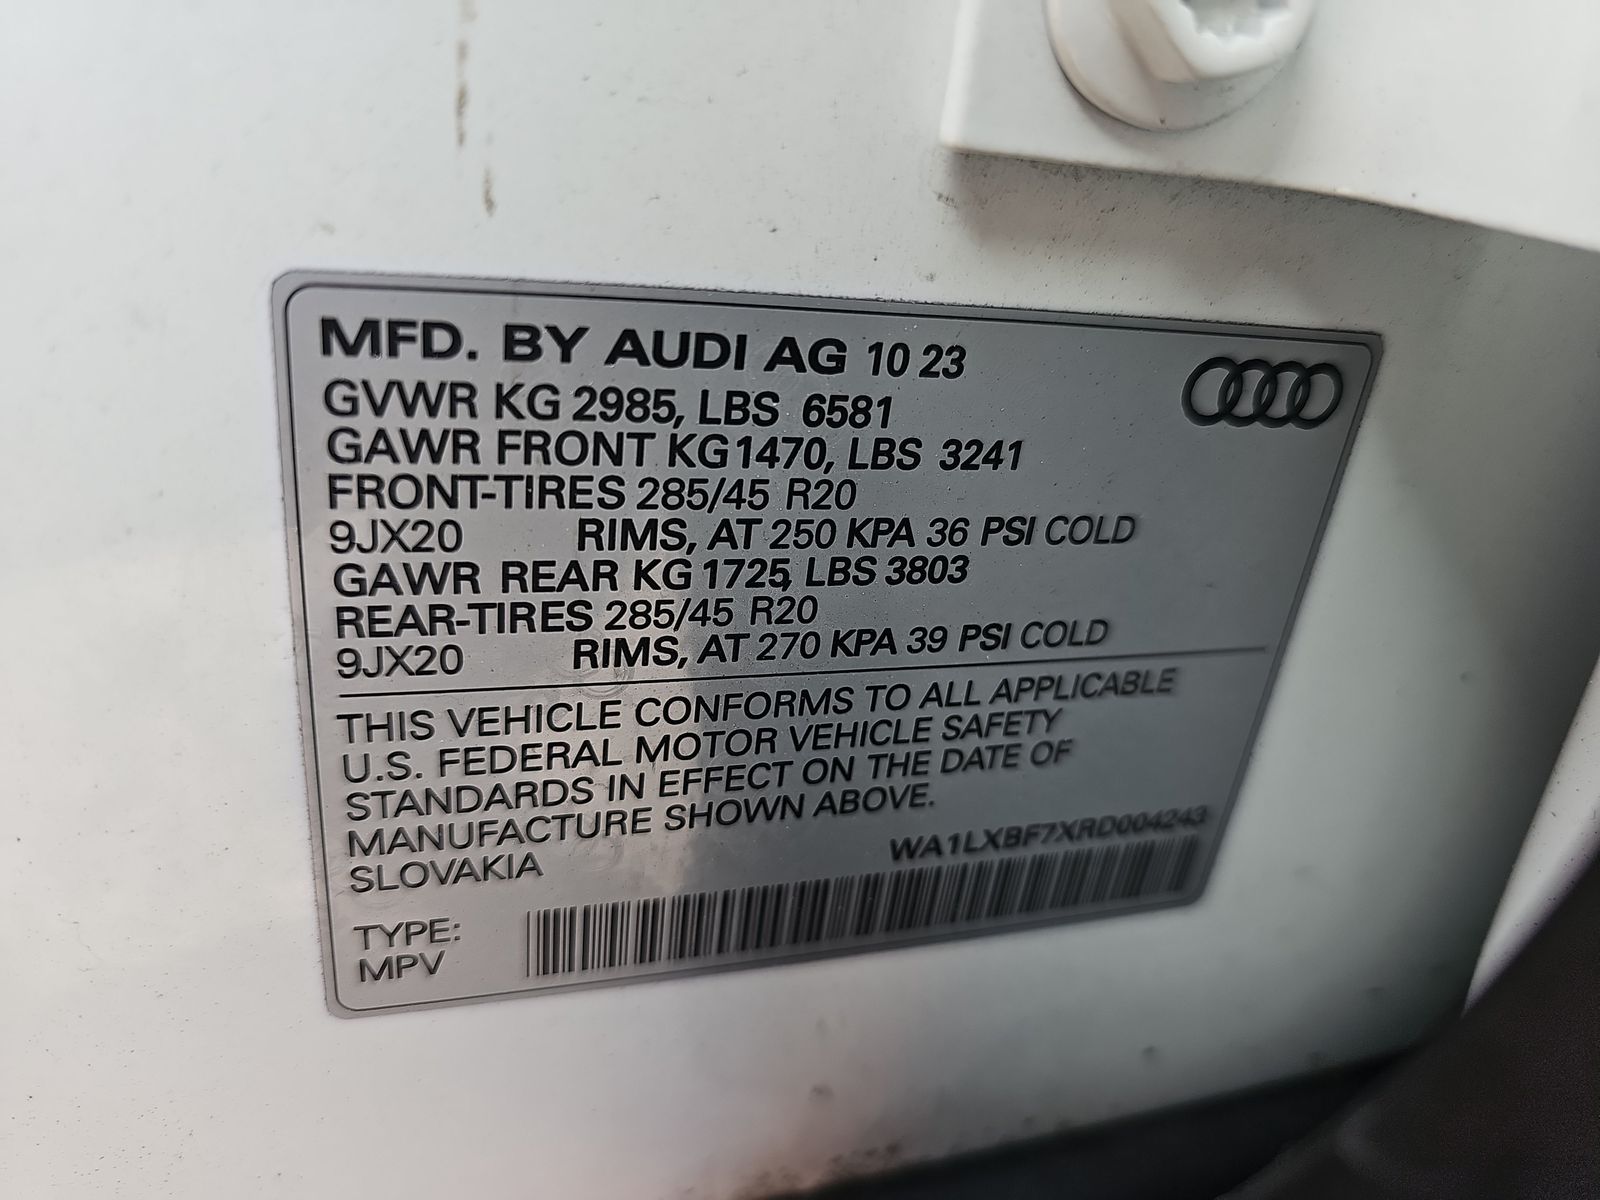 MFD. BY AUDI AG 10 23
GVWR KG 2985, LBS 6581
GAWR FRONT KG 1470, LBS 3241
FRONT-TIRES 285/45 R20
9JX20 RIMS, AT 250 KPA 36 PSI COLD
GAWR REAR KG 1725, LBS 3803
REAR-TIRES 285/45 R20
9JX20 RIMS, AT 270 KPA 39 PSI COLD
THIS VEHICLE CONFORMS TO ALL APPLICABLE
U.S. FEDERAL MOTOR VEHICLE SAFETY
STANDARDS IN EFFECT ON THE DATE OF
MANUFACTURE SHOWN ABOVE.
SLOVAKIA
WA1LXBF7XRD004243
TYPE:
MPV